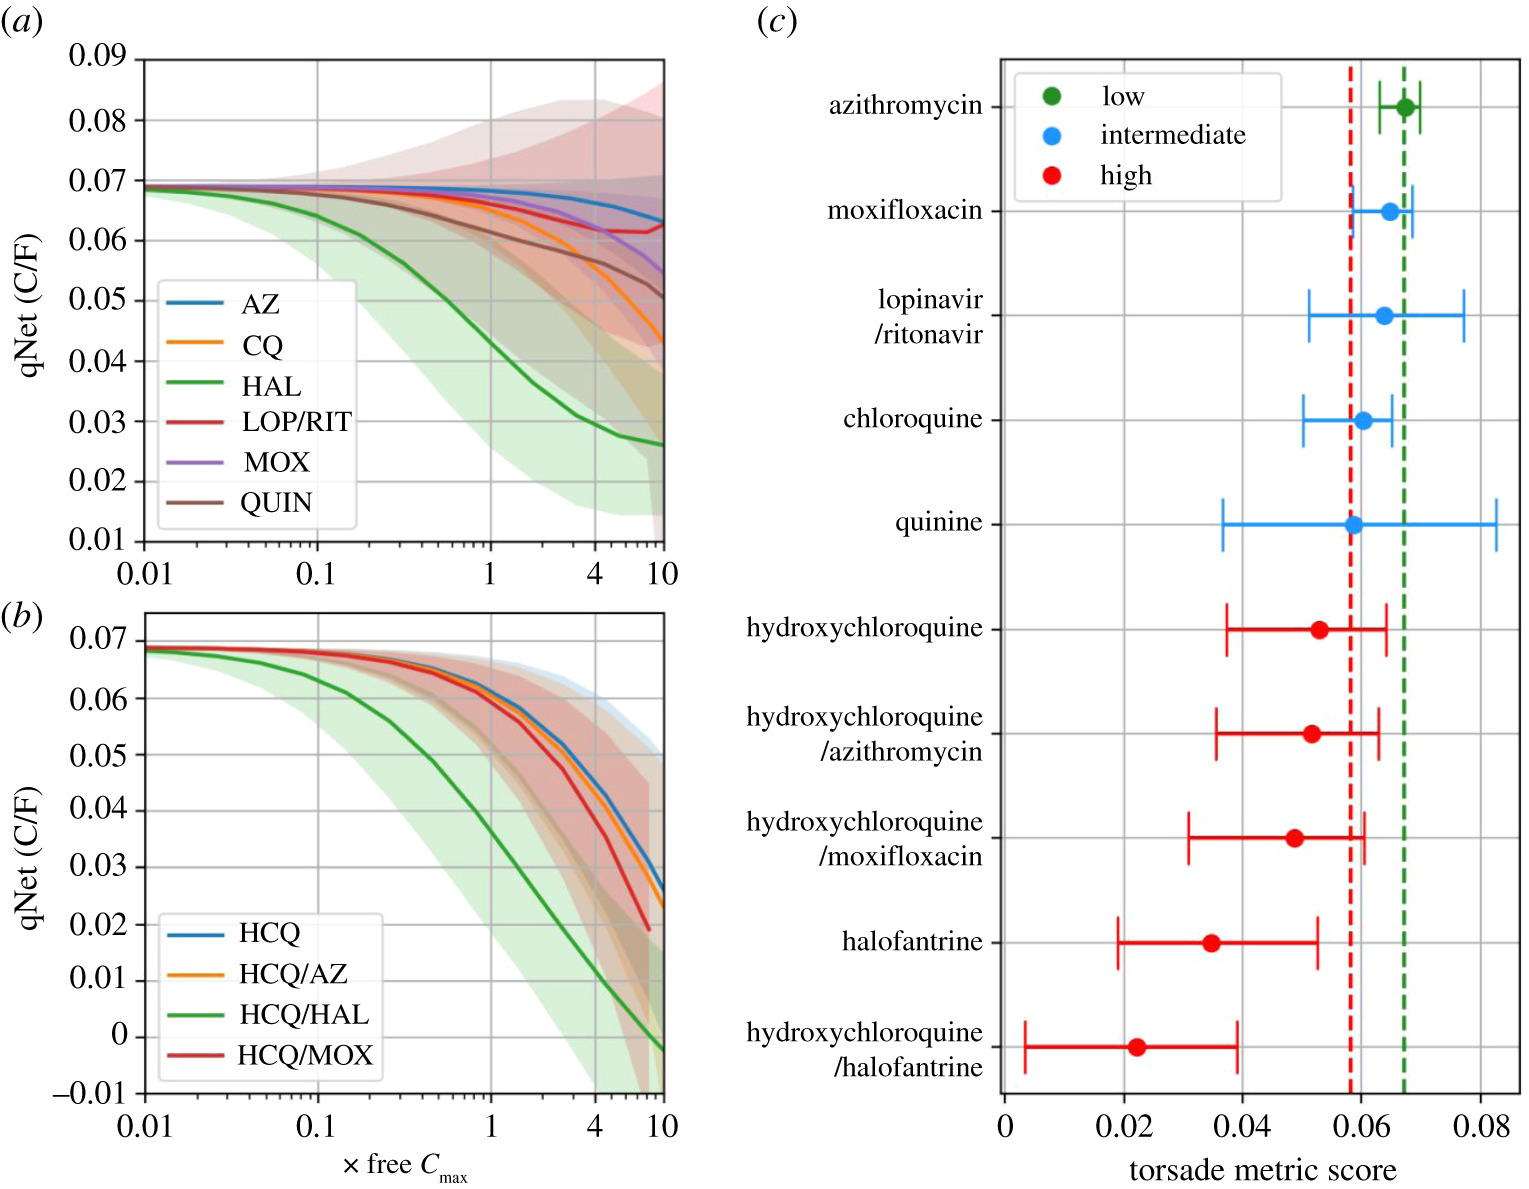 (a)
0.09
0.08
0.07
0.06
0.05
0.04
0.03
0.02
0.01
qNet (C/F)
AZ
CQ
HAL
LOP/RIT
MOX
QUIN
0.01 0.1 1 4 10
(b)
0.07
0.06
0.05
0.04
0.03
0.02
0.01
0
–0.01
qNet (C/F)
HCQ
HCQ/AZ
HCQ/HAL
HCQ/MOX
0.01 0.1 1 4 10
× free Cmax
(c)
low
intermediate
high
azithromycin
moxifloxacin
lopinavir
/ritonavir
chloroquine
quinine
hydroxychloroquine
hydroxychloroquine
/azithromycin
hydroxychloroquine
/moxifloxacin
halofantrine
hydroxychloroquine
/halofantrine
0 0.02 0.04 0.06 0.08
torsade metric score